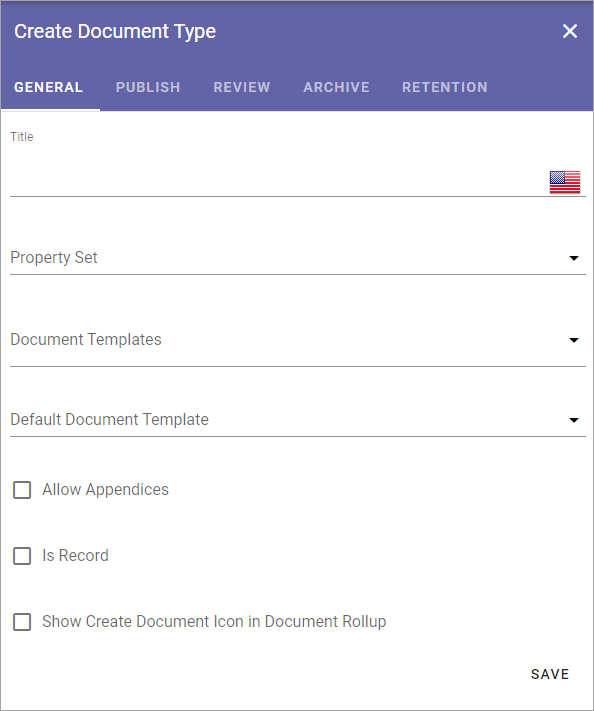 Create Document Type
GENERAL PUBLISH REVIEW ARCHIVE RETENTION
Title
Property Set
Document Templates
Default Document Template
Allow Appendices
Is Record
Show Create Document Icon in Document Rollup
SAVE